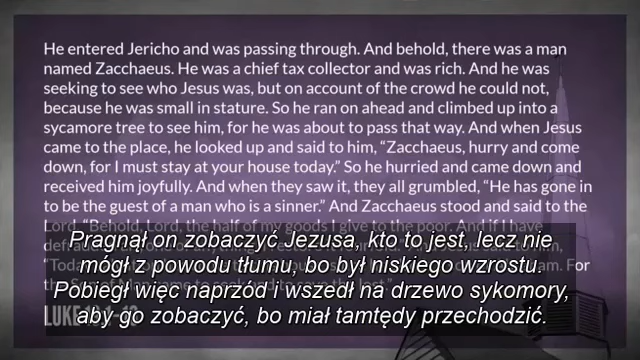 He entered Jericho and was passing through. And behold, there was a man
named Zacchaeus. He was a chief tax collector and was rich. And he was
seeking to see who Jesus was, but on account of the crowd he could not,
because he was small in stature. So he ran on ahead and climbed up into a
sycamore tree to see him, for he was about to pass that way. And when Jesus
came to the place, he looked up and said to him, “Zacchaeus, hurry and come
down, for I must stay at your house today.” So he hurried and came down and
received him joyfully. And when they saw it, they all grumbled, “He has gone in
to be the guest of a man who is a sinner.” And Zacchaeus stood and said to the
Lord, “Behold, Lord, the half of my goods I give to the poor. And if I have
For
Pragnął on zobaczyć Jezusa, kto to jest, lecz nie
mógł z powodu tłumu, bo był niskiego wzrostu.
Pobiegł więc naprzód i wszedł na drzewo sykomory,
aby go zobaczyć, bo miał tamtędy przechodzić.
LUKE